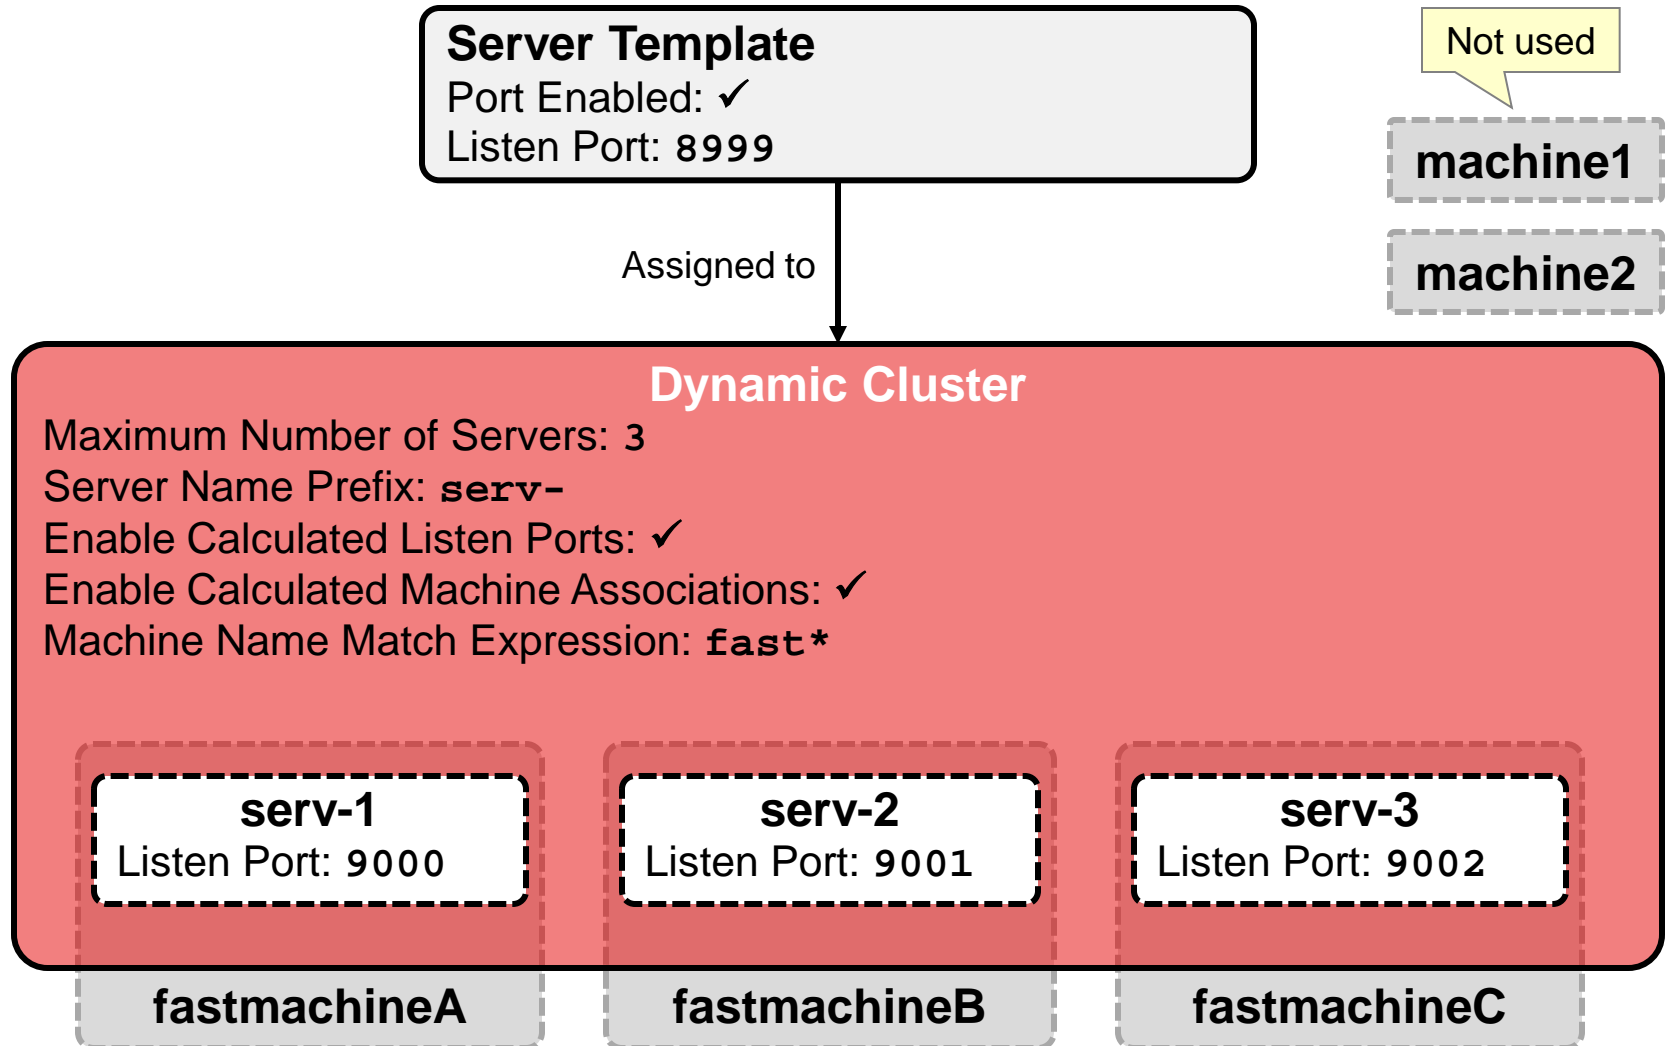 Server Template
Port Enabled: ✓
Listen Port: 8999
Not used
machine1
machine2
Assigned to
Dynamic Cluster
Maximum Number of Servers: 3
Server Name Prefix: serv-
Enable Calculated Listen Ports: ✓
Enable Calculated Machine Associations: ✓
Machine Name Match Expression: fast*
serv-1
Listen Port: 9000
serv-2
Listen Port: 9001
serv-3
Listen Port: 9002
fastmachineA
fastmachineB
fastmachineC